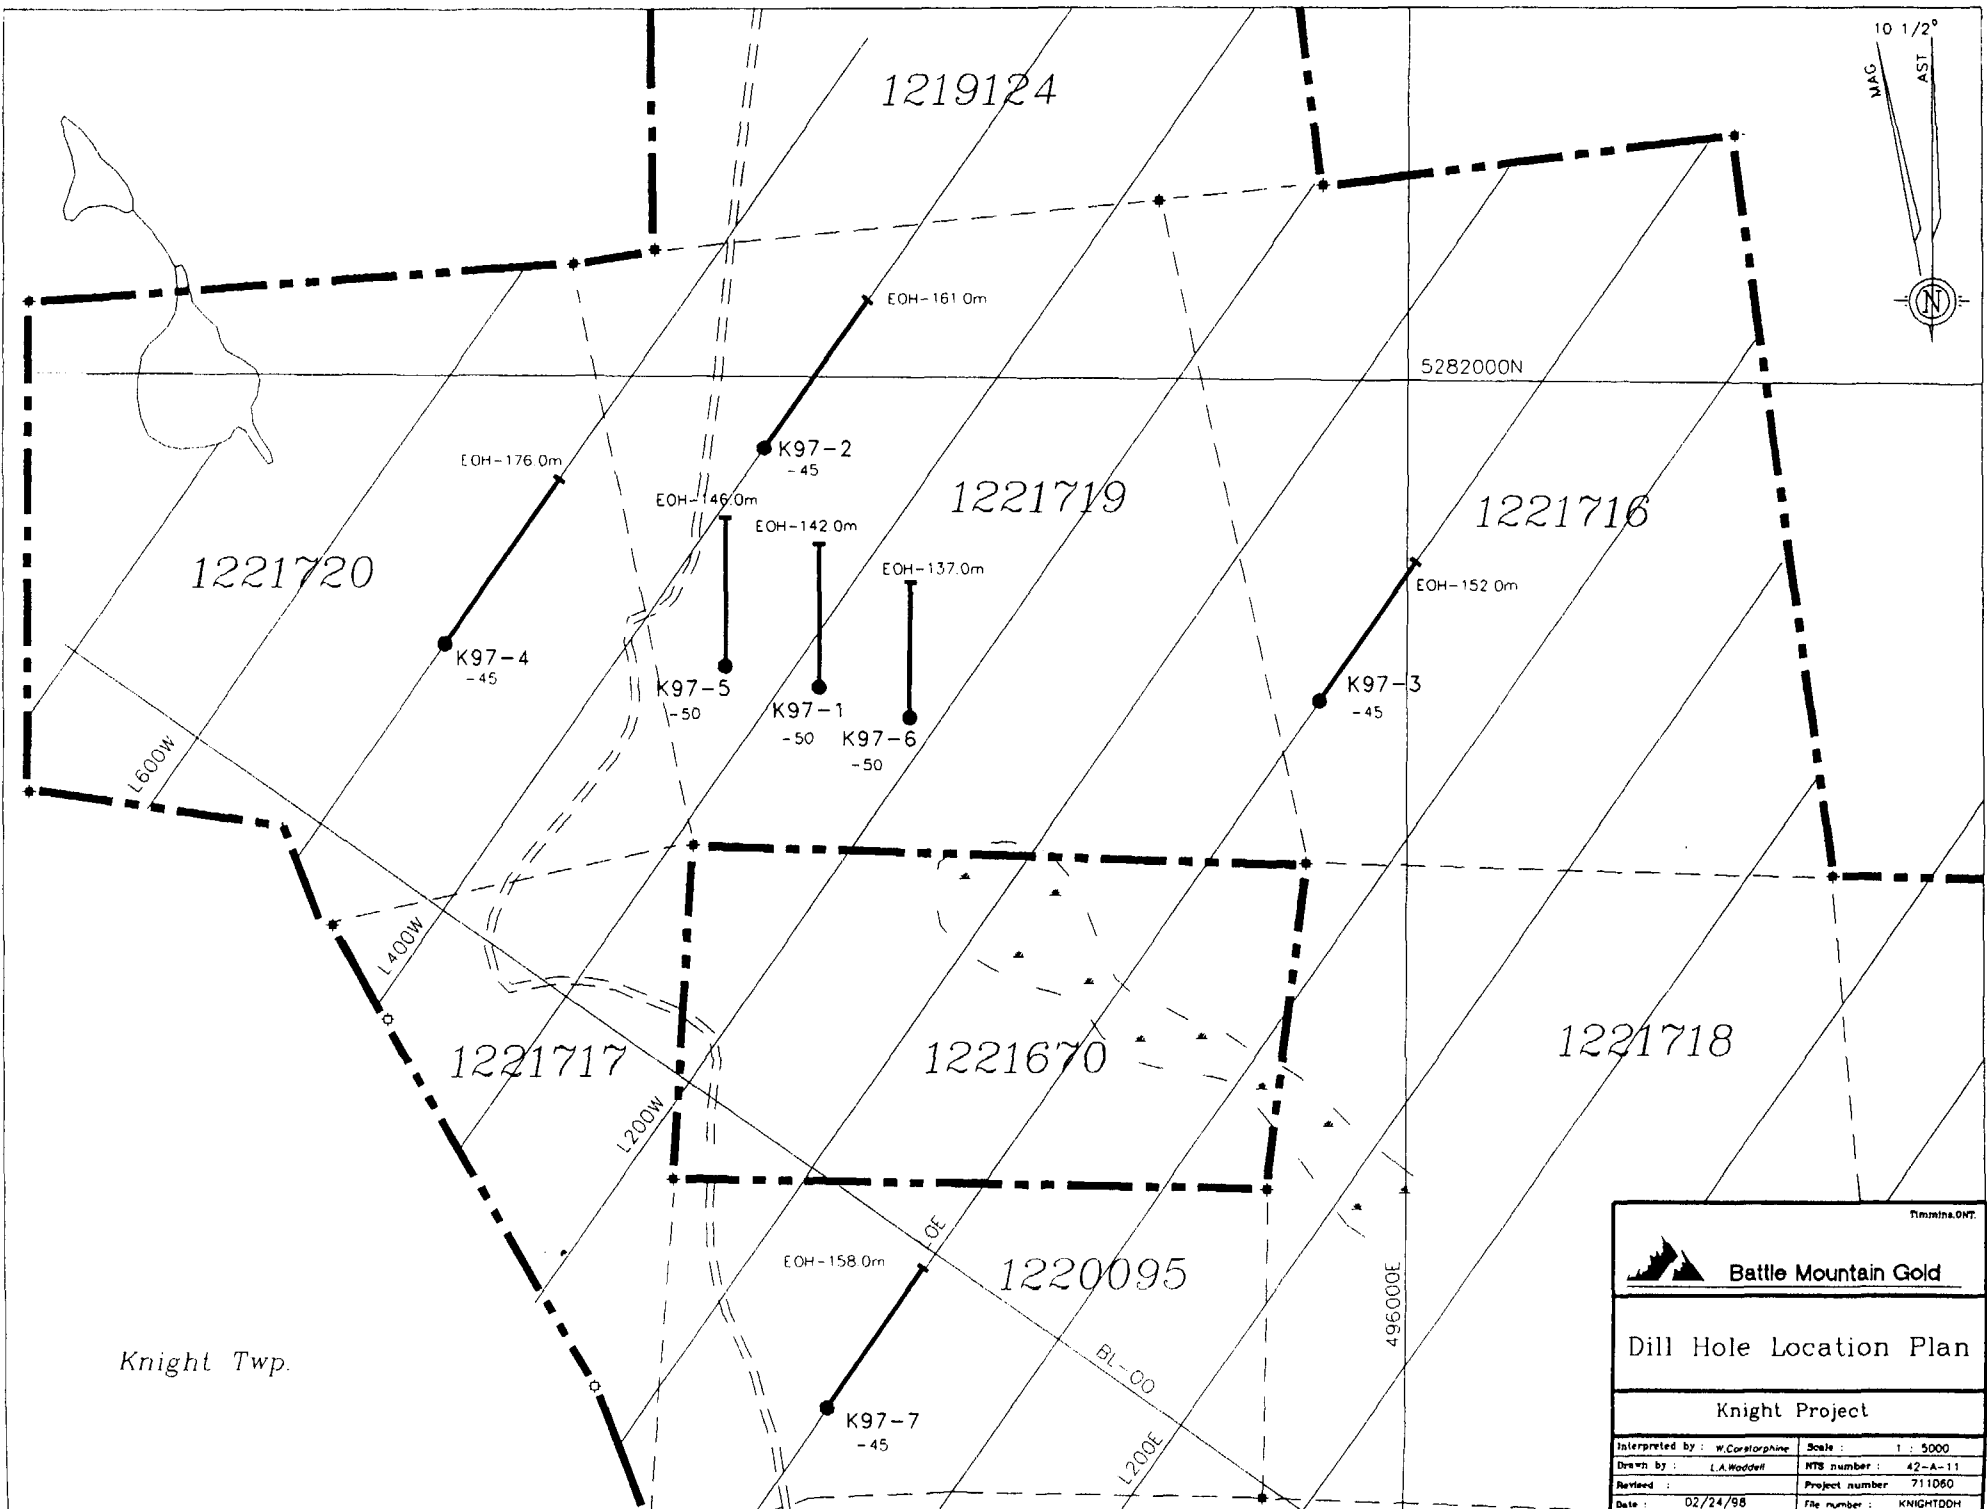 10 1/2°
MAG
AST
N
1219124
EOH-161.0m
5282000N
K97-2
-45
EOH-176.0m
EOH-146.0m
EOH-142.0m
EOH-137.0m
1221719
1221716
1221720
EOH-152.0m
K97-4
-45
K97-5
-50
K97-1
-50
K97-6
-50
K97-3
-45
L600W
L400W
L200W
1221717
1221670
1221718
EOH-158.0m
0E
1220095
496000E
BL-00
L200E
K97-7
-45
Knight Twp.
Timmins.ONT.
Battle Mountain Gold
Dill Hole Location Plan
Knight Project
Interpreted by : W.Corstorphine Scale : 1 : 5000
Drawn by : L.A.Waddell NTS number : 42-A-11
Revised : Project number 711060
Date : 02/24/98 File number : KNIGHTDDH